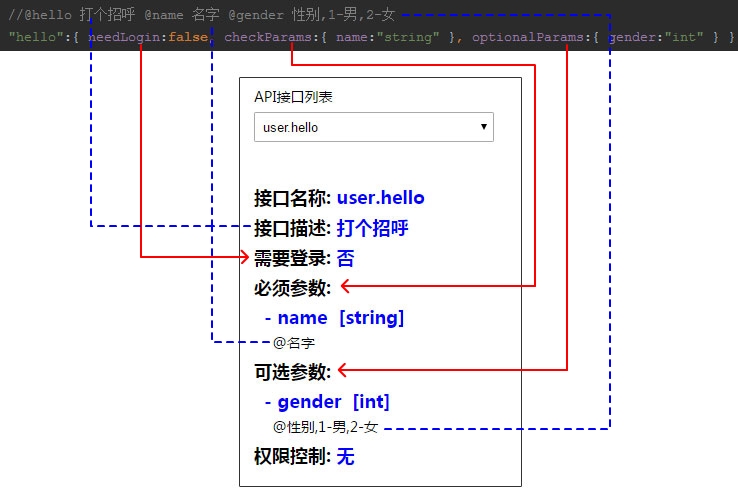 //@hello 打个招呼 @name 名字 @gender 性别,1-男,2-女
"hello":{ needLogin:false, checkParams:{ name:"string" }, optionalParams:{ gender:"int" } }
API接口列表
user.hello
接口名称: user.hello
接口描述: 打个招呼
需要登录: 否
必须参数:
- name [string]
@名字
可选参数:
- gender [int]
@性别,1-男,2-女
权限控制: 无